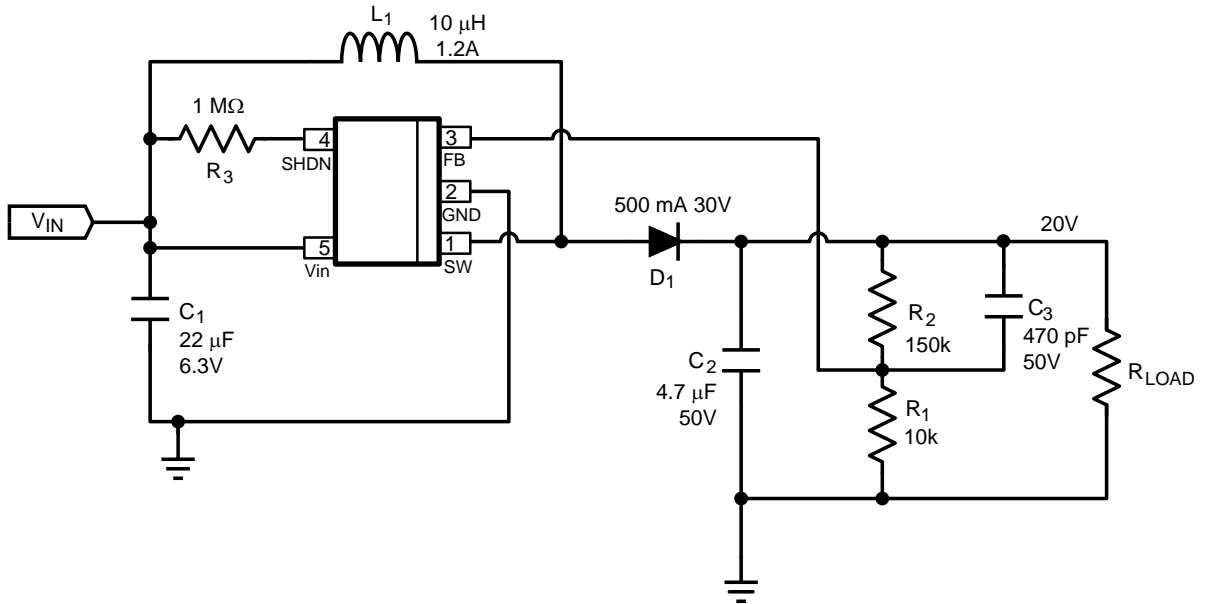 L1
10 μH
1.2A
1 MΩ
R3
4
SHDN
3
FB
2
GND
VIN
5
Vin
1
SW
500 mA 30V
D1
20V
C1
22 μF
6.3V
C2
4.7 μF
50V
R2
150k
C3
470 pF
50V
RLOAD
R1
10k